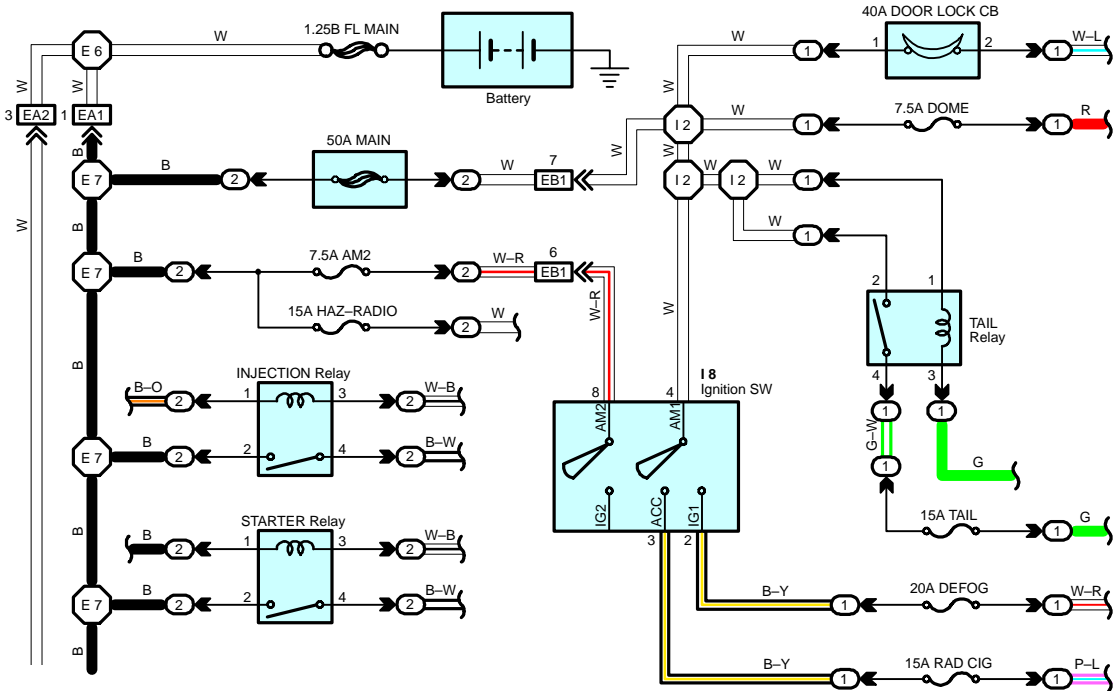 40A DOOR LOCK CB
1.25B FL MAIN
W
E 6
W
1
1
2
1
W–L
Battery
W
W
W
7.5A DOME
W
1
1
R
I 2
3 EA2
1 EA1
50A MAIN
7
W
W
B
B
2
2
W
EB1
I 2
W
I 2
W
1
E 7
W
1
W
B
7.5A AM2
W–R
6
B
E 7
2
2
EB1
2
1
15A HAZ–RADIO
W
2
W–R
W
TAIL
Relay
4
3
I 8
Ignition SW
INJECTION Relay
B
B–O
2
1
3
2
W–B
8
4
1
1
AM2
AM1
G–W
B
E 7
2
2
4
2
B–W
G
1
IG2
ACC
IG1
15A TAIL
1
G
STARTER Relay
B
B
2
1
3
2
W–B
3
2
B
E 7
2
2
4
2
B–W
B–Y
1
20A DEFOG
1
W–R
B
B–Y
1
15A RAD CIG
1
P–L